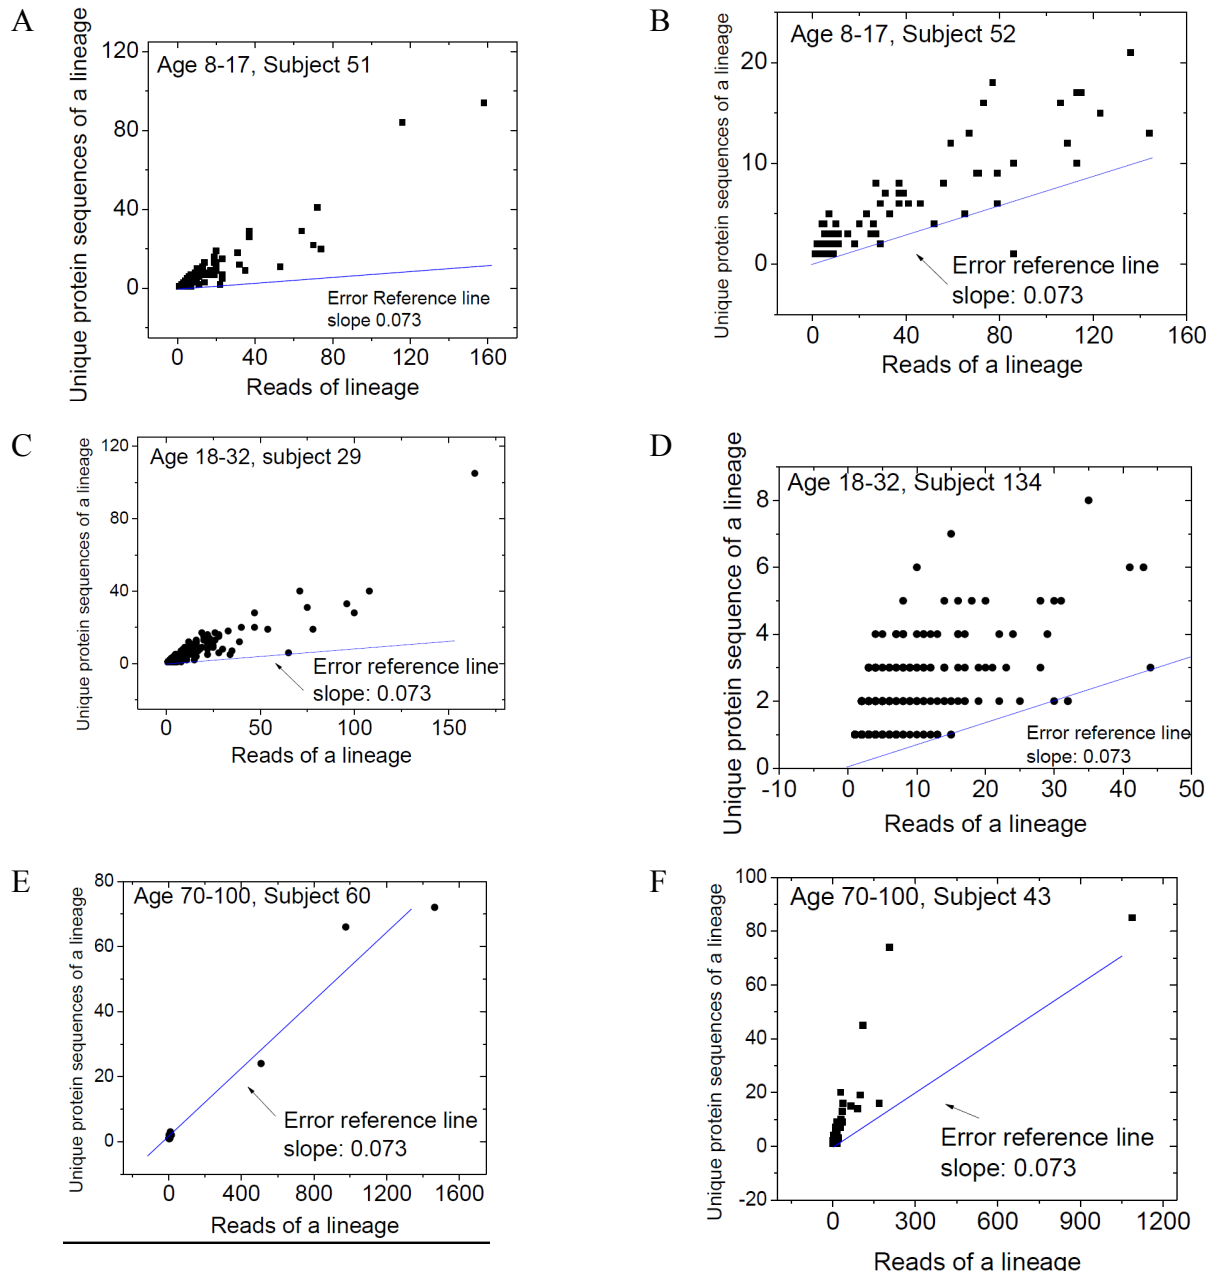 A
Age 8-17, Subject 51
Unique protein sequences of a lineage
120
80
40
0
0 40 80 120 160
Error Reference line
slope 0.073
Reads of lineage
B
Age 8-17, Subject 52
Unique protein sequences of a lineage
20
10
0
0 40 80 120 160
Error Reference line
slope: 0.073
Reads of a lineage
C
Age 18-32, subject 29
Unique protein sequences of a lineage
120
80
40
0
0 50 100 150
Error Reference line
slope: 0.073
Reads of a lineage
D
Age 18-32, Subject 134
Unique protein sequence of a lineage
8
6
4
2
0
-10 0 10 20 30 40 50
Error reference line
slope: 0.073
Reads of a lineage
E
Age 70-100, Subject 60
Unique protein sequences of a lineage
80
60
40
20
0
0 400 800 1200 1600
Error reference line
slope: 0.073
Reads of a lineage
F
Age 70-100, Subject 43
Unique protein sequences of a lineage
100
80
60
40
20
0
-20
0 300 600 900 1200
Error reference line
slope: 0.073
Reads of a lineage